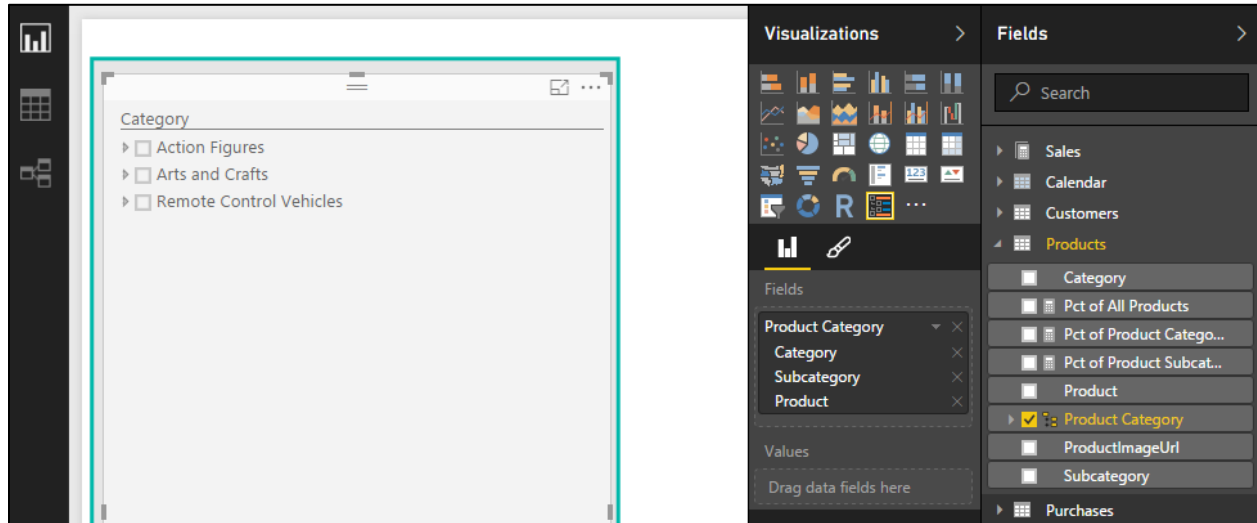 Category
Action Figures
Arts and Crafts
Remote Control Vehicles
Visualizations
123
R
Fields
Product Category
Category
Subcategory
Product
Values
Drag data fields here
Fields
Search
Sales
Calendar
Customers
Products
Category
Pct of All Products
Pct of Product Catego...
Pct of Product Subcat...
Product
Product Category
ProductImageUrl
Subcategory
Purchases